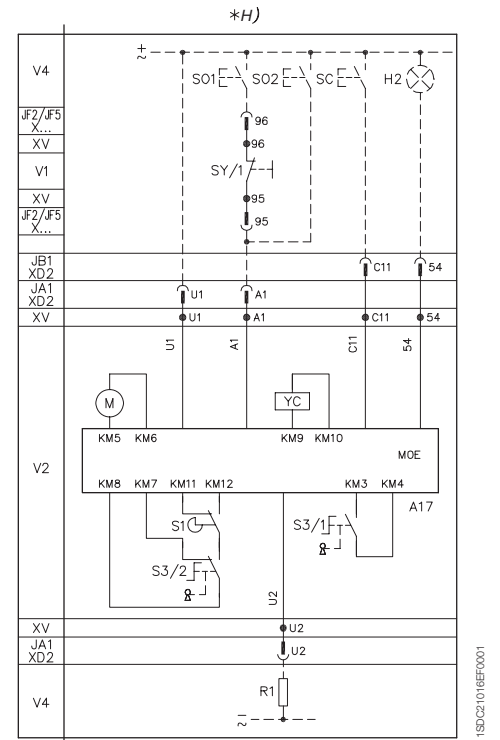 *H)
+
~
V4
SO1
SO2
SC
H2
JF2/JF5
X...
96
XV
96
V1
SY/1
XV
95
JF2/JF5
X...
95
JB1
XD2
C11
54
JA1
XD2
U1
A1
XV
U1
A1
C11
54
U1
A1
C11
54
M
YC
KM5
KM6
KM9
KM10
MOE
V2
KM8
KM7
KM11
KM12
KM3
KM4
A17
S1
S3/1
S3/2
U2
XV
U2
JA1
XD2
U2
V4
R1
-
~
1SDC21016EF0001